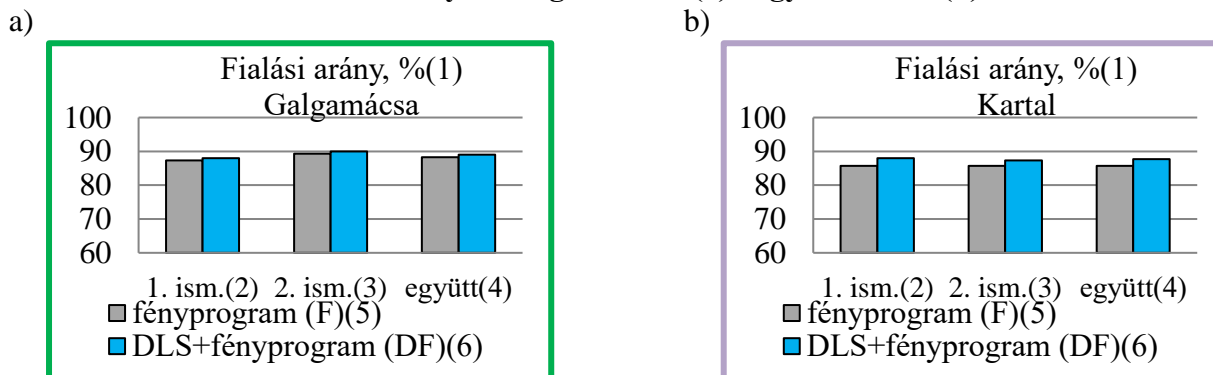 a)
Fialási arány, %(1)
Galgamácsa
100
90
80
70
60
1. ism.(2) 2. ism.(3) együtt(4)
fényprogram (F)(5)
DLS+fényprogram (DF)(6)
b)
Fialási arány, %(1)
Kartal
100
90
80
70
60
1. ism.(2) 2. ism.(3) együtt(4)
fényprogram (F)(5)
DLS+fényprogram (DF)(6)